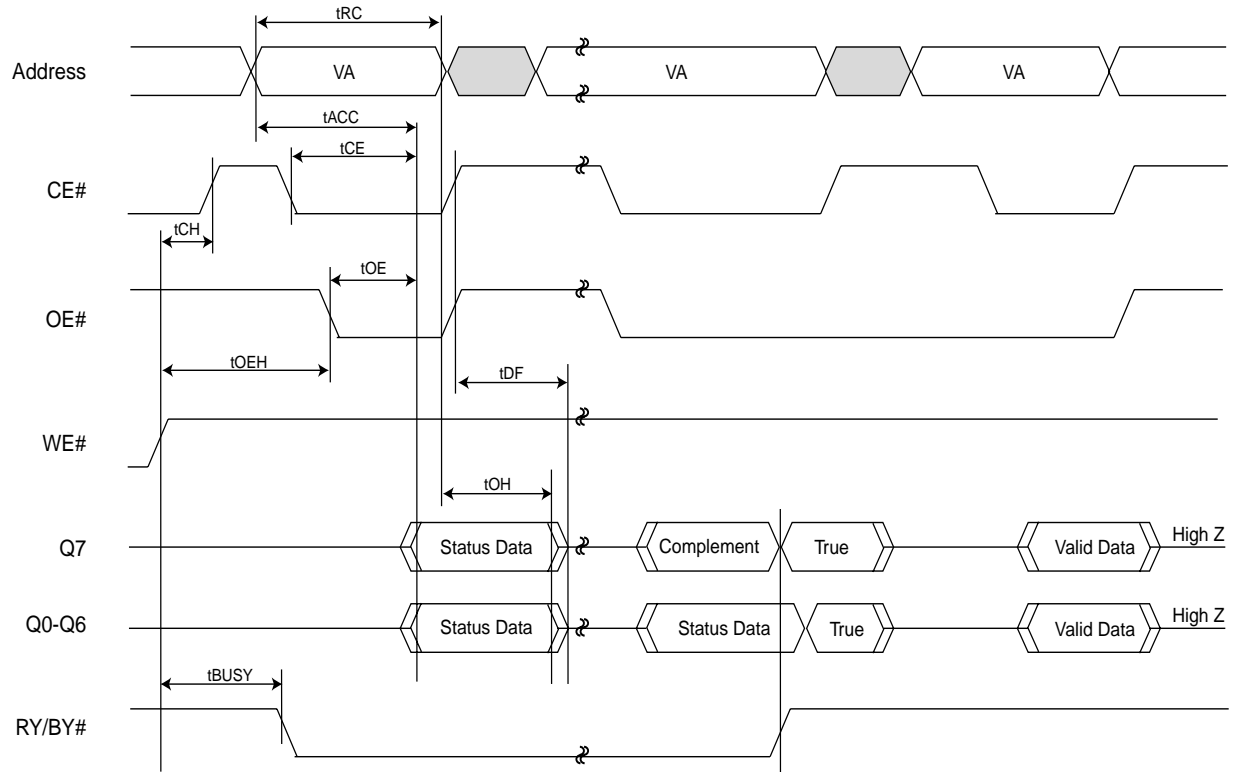 tRC
Address
VA
VA
VA
tACC
tCE
CE#
tCH
tOE
OE#
tOEH
tDF
WE#
tOH
Q7
Status Data
Complement
True
Valid Data
High Z
Q0-Q6
Status Data
Status Data
True
Valid Data
High Z
tBUSY
RY/BY#